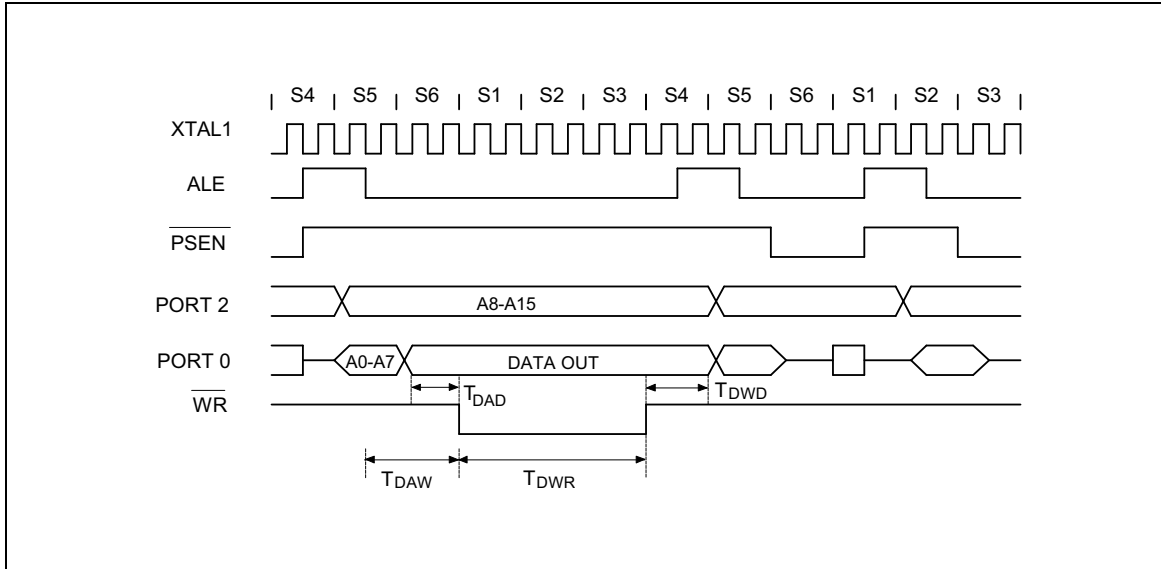 S4 S5 S6 S1 S2 S3 S4 S5 S6 S1 S2 S3
XTAL1
ALE
PSEN
PORT 2 A8-A15
PORT 0 A0-A7 DATA OUT
WR TDAD TDWD
TDAW TDWR